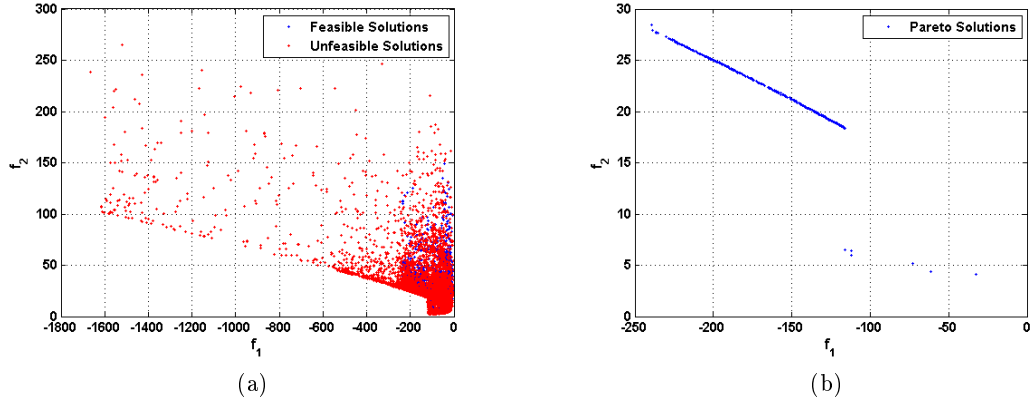 300
250
200
150
100
50
0
-1800 -1600 -1400 -1200 -1000 -800 -600 -400 -200 0
f2
f1
Feasible Solutions
Unfeasible Solutions
(a)
30
25
20
15
10
5
0
-250 -200 -150 -100 -50 0
f2
f1
Pareto Solutions
(b)